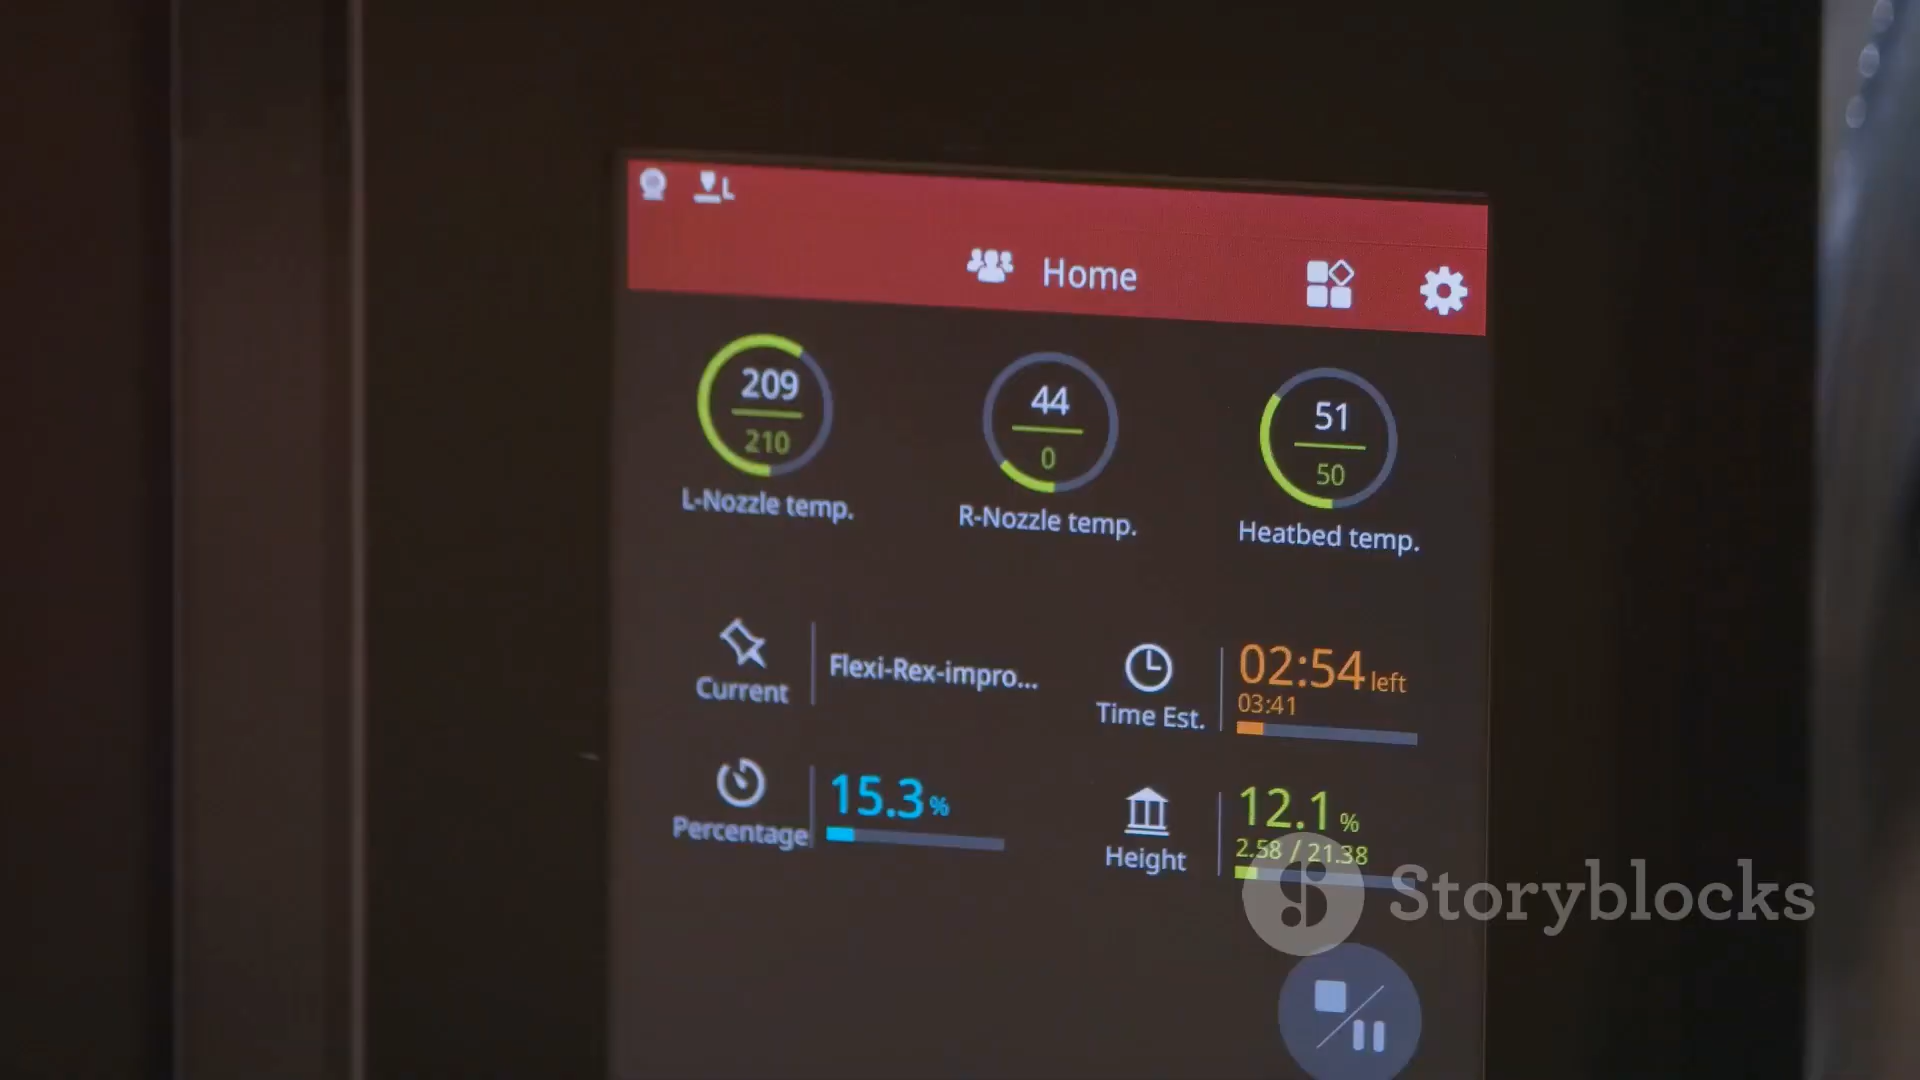 L
Home
209
210
L-Nozzle temp.
44
0
R-Nozzle temp.
51
50
Heatbed temp.
Current
Flexi-Rex-impro...
Time Est.
02:54 left
03:41
Percentage
15.3 %
Height
12.1 %
2.58 / 21.38
Storyblocks